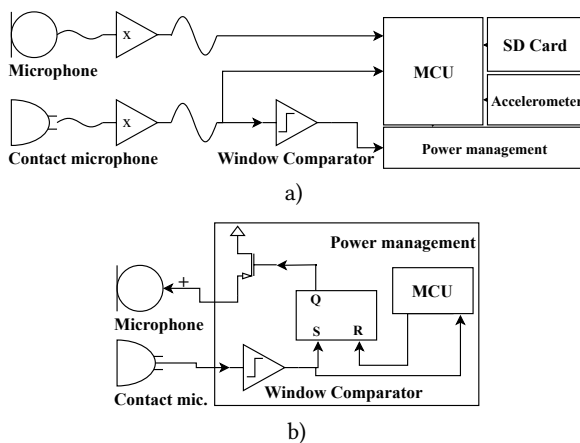 x
Microphone
MCU
SD Card
Accelerometer
x
Contact microphone
Window Comparator
Power management
a)
Power management
+
Microphone
Q
S R
MCU
Contact mic.
Window Comparator
b)